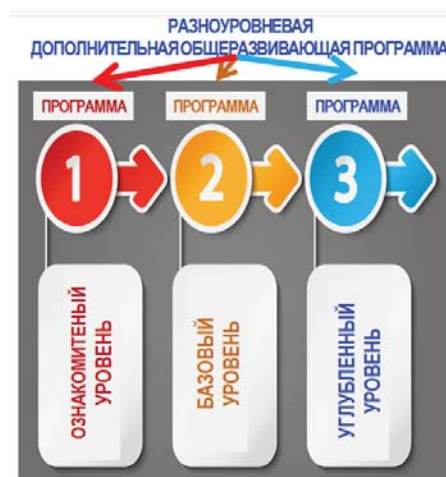 РАЗНОУРОВНЕВАЯ
ДОПОЛНИТЕЛЬНАЯ ОБЩЕРАЗВИВАЮЩАЯ ПРОГРАММА
ПРОГРАММА
ПРОГРАММА
ПРОГРАММА
1
2
3
ОЗНАКОМИТЕНЫЙ
УРОВЕНЬ
БАЗОВЫЙ
УРОВЕНЬ
УГЛУБЛЕННЫЙ
УРОВЕНЬ